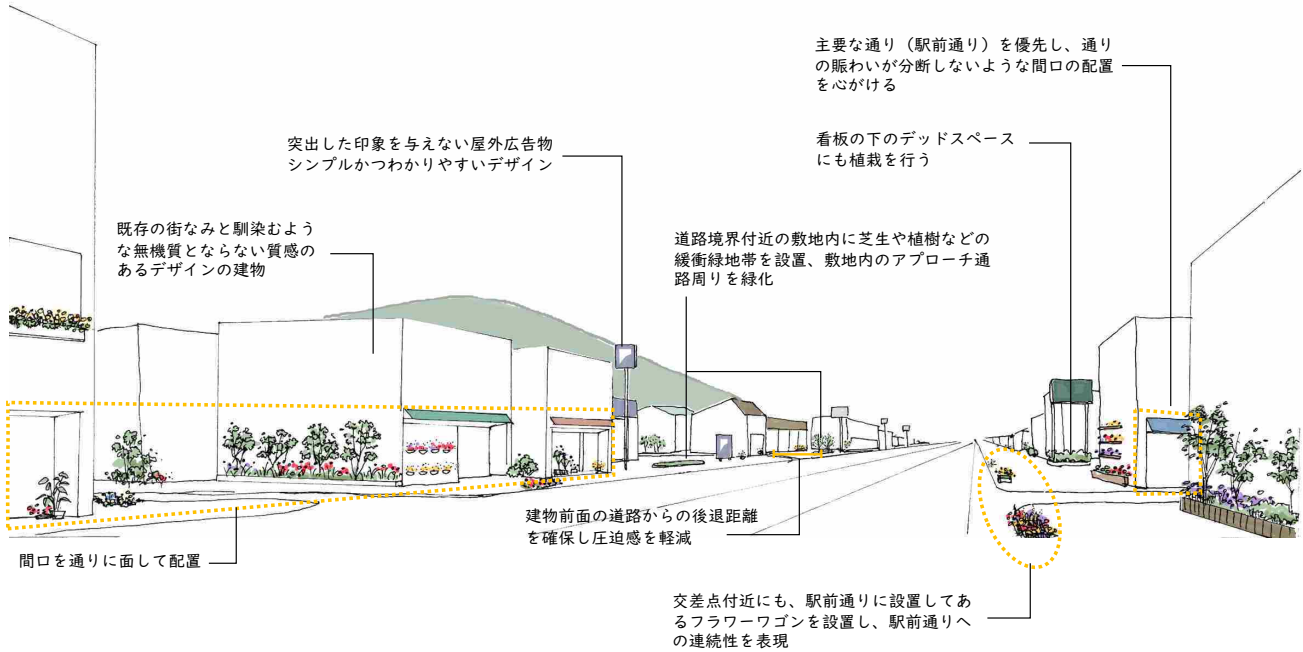 主要な通り（駅前通り）を優先し、通り
の賑わいが分断しないような間口の配置
を心がける
突出した印象を与えない屋外広告物
シンプルかつわかりやすいデザイン
看板の下のデッドスペース
にも植栽を行う
既存の街なみと馴染むよう
な無機質とならない質感の
あるデザインの建物
道路境界付近の敷地内に芝生や植樹などの
緩衝緑地帯を設置、敷地内のアプローチ通
路周りを緑化
建物前面の道路からの後退距離
を確保し圧迫感を軽減
間口を通りに面して配置
交差点付近にも、駅前通りに設置してあ
るフラワーワゴンを設置し、駅前通りへ
の連続性を表現